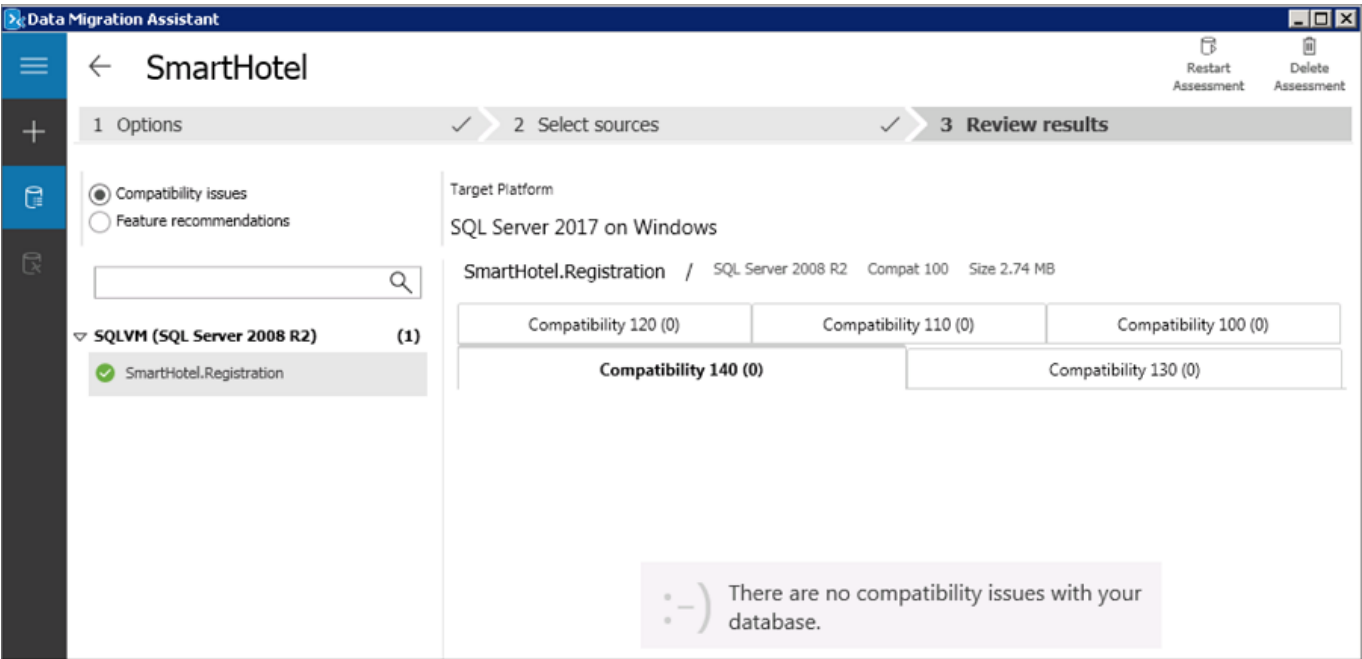 Data Migration Assistant
SmartHotel
Restart
Assessment
Delete
Assessment
1 Options
2 Select sources
3 Review results
Compatibility issues
Feature recommendations
Target Platform
SQL Server 2017 on Windows
SmartHotel.Registration / SQL Server 2008 R2 Compat 100 Size 2.74 MB
SQLVM (SQL Server 2008 R2) (1)
SmartHotel.Registration
Compatibility 120 (0) Compatibility 110 (0) Compatibility 100 (0)
Compatibility 140 (0) Compatibility 130 (0)
:-)
There are no compatibility issues with your
database.